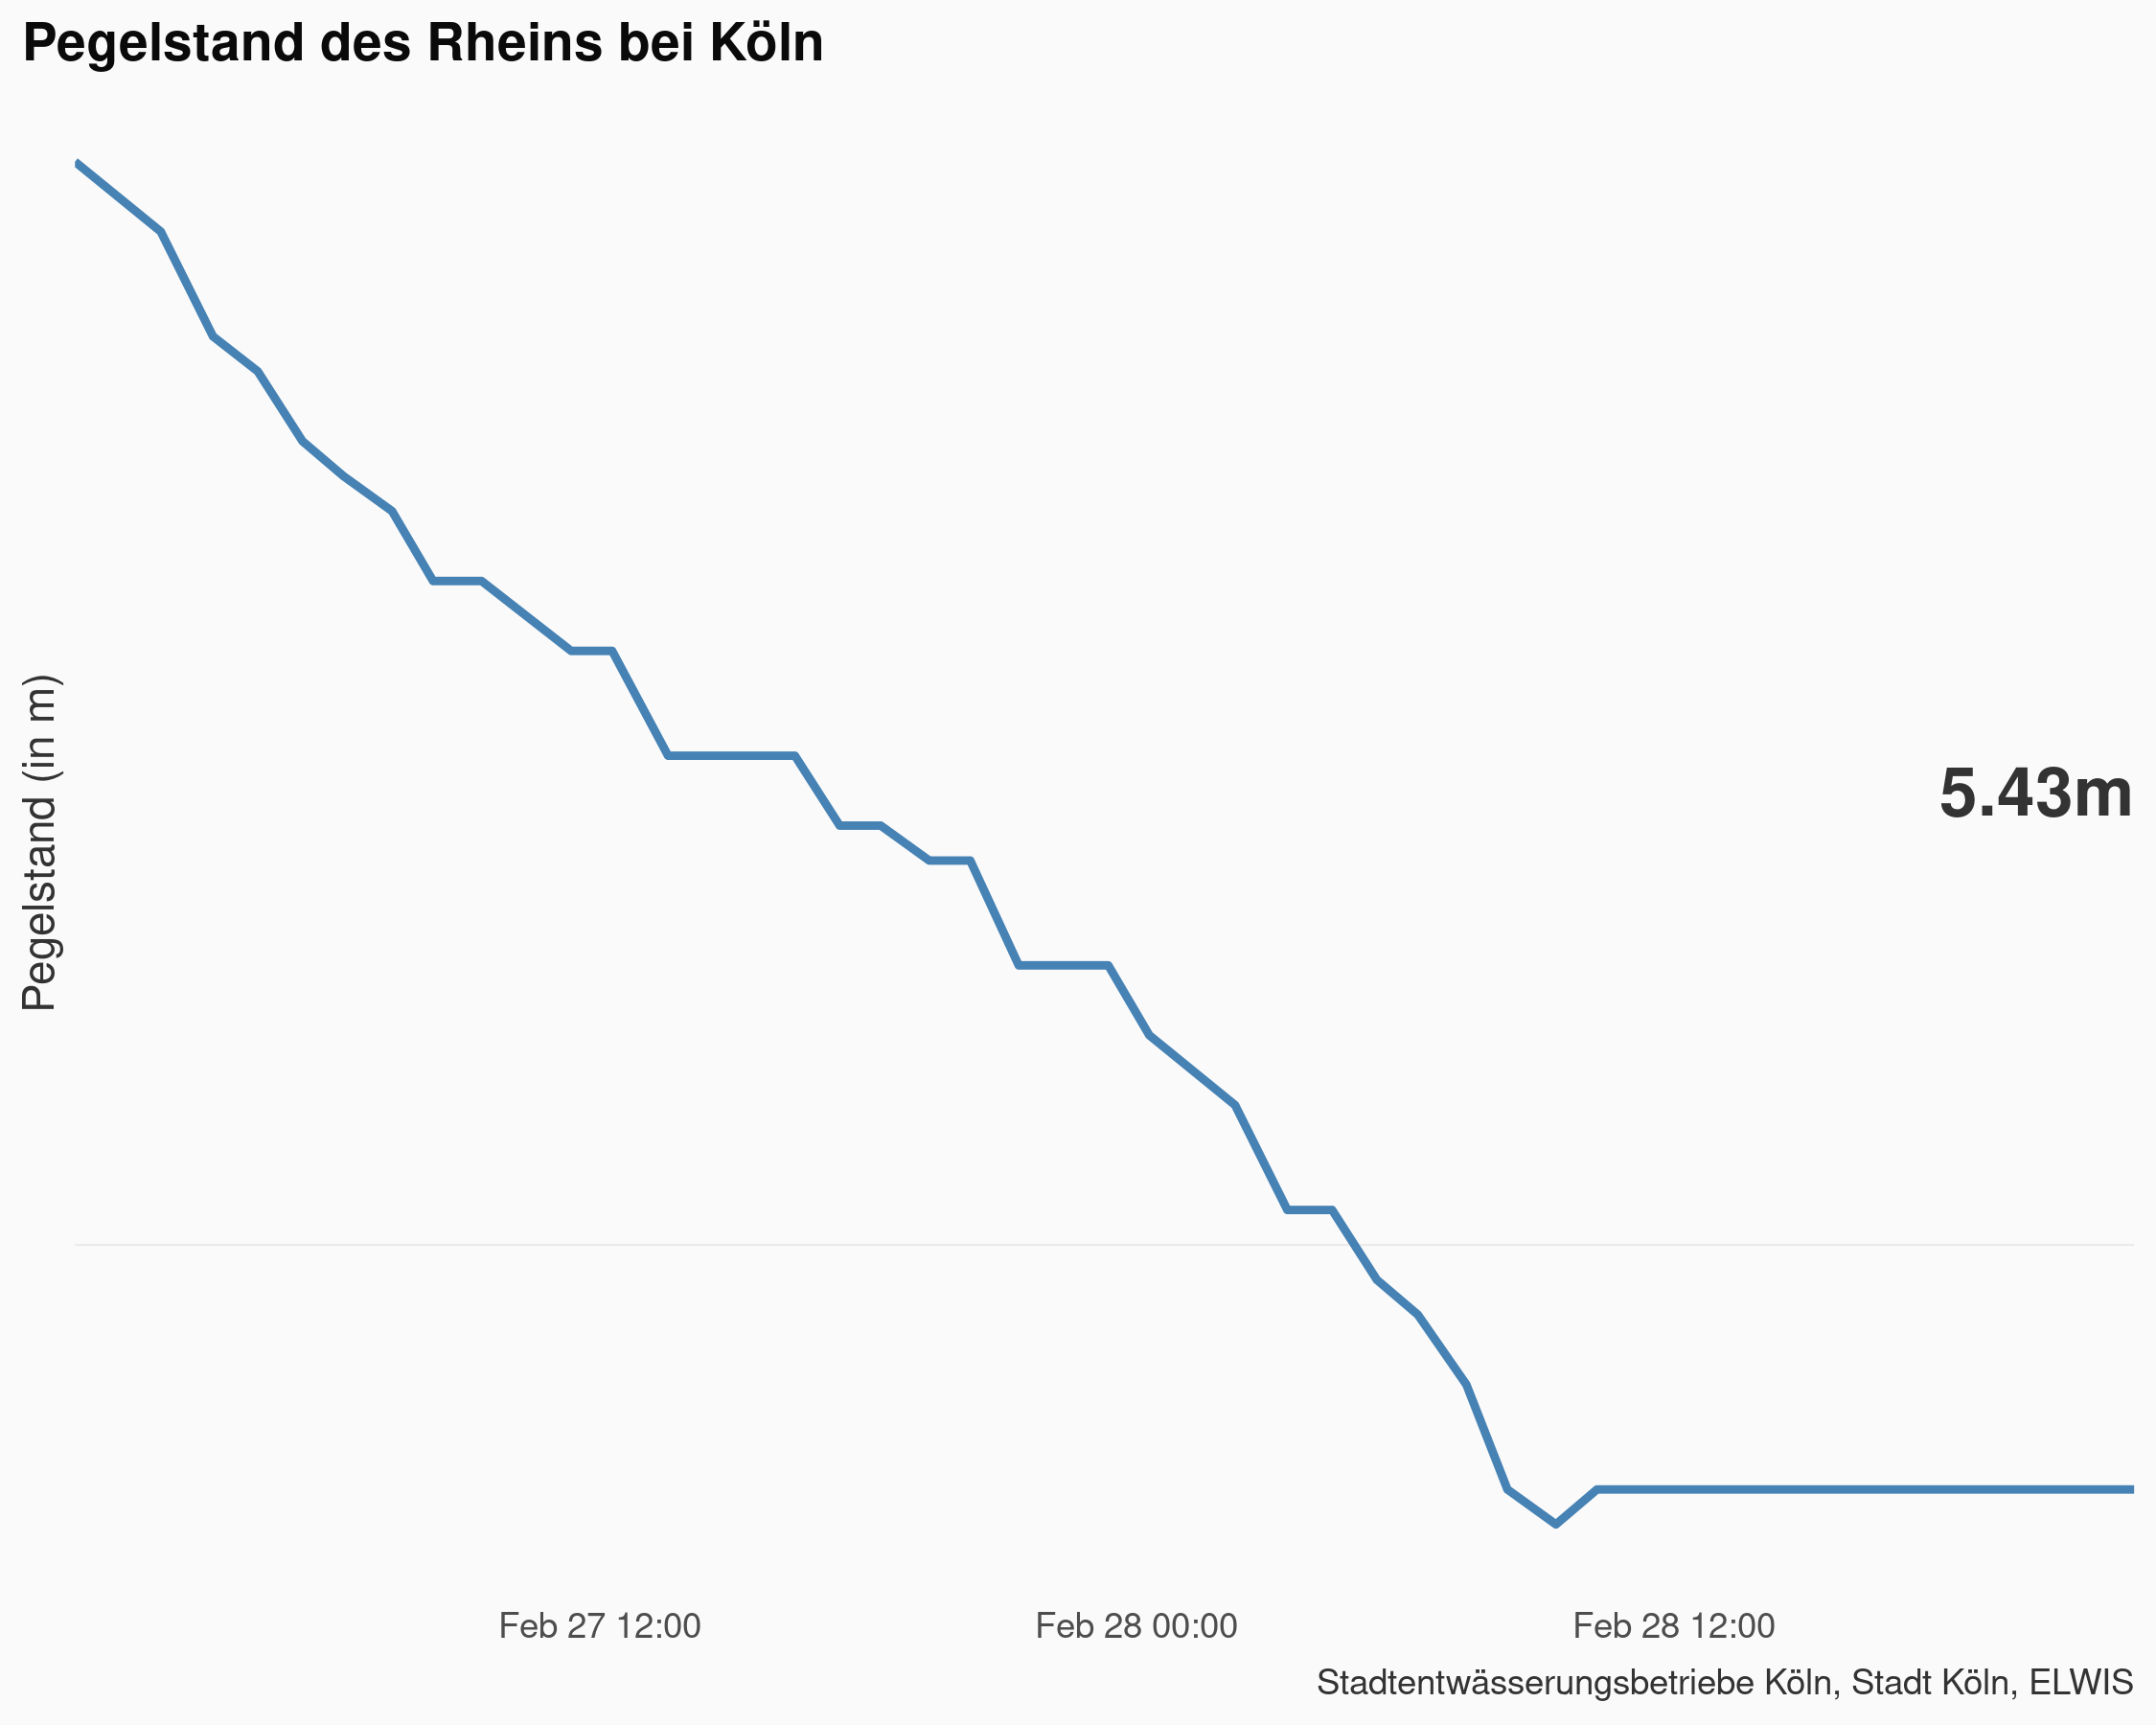 Pegelstand des Rheins bei Köln
Pegelstand (in m)
5.43m
Feb 27 12:00
Feb 28 00:00
Feb 28 12:00
Stadtentwässerungsbetriebe Köln, Stadt Köln, ELWIS